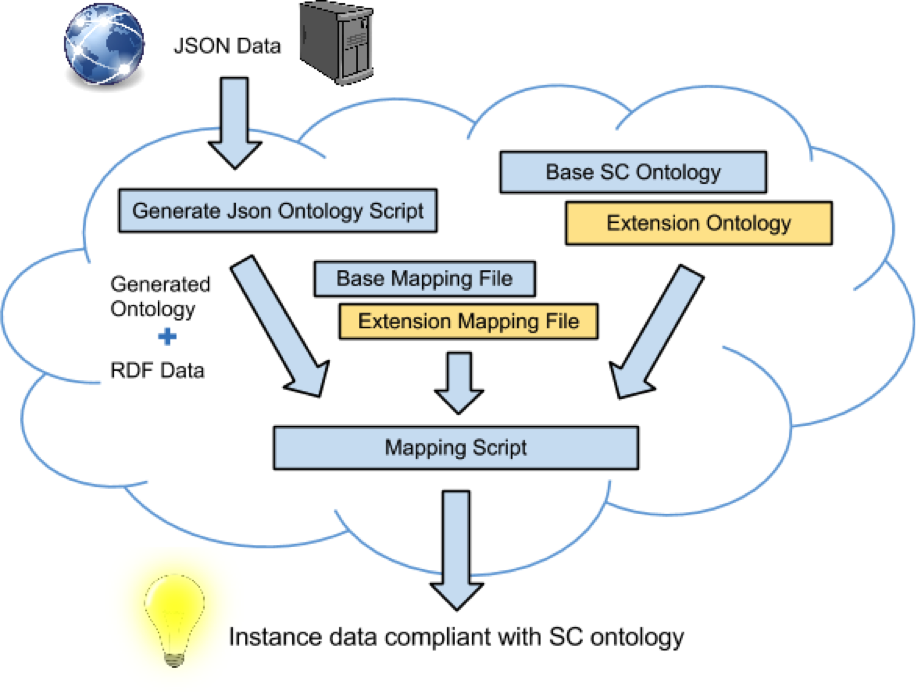 JSON Data
Base SC Ontology
Generate Json Ontology Script
Extension Ontology
Base Mapping File
Generated
Ontology
+
Extension Mapping File
RDF Data
Mapping Script
Instance data compliant with SC ontology